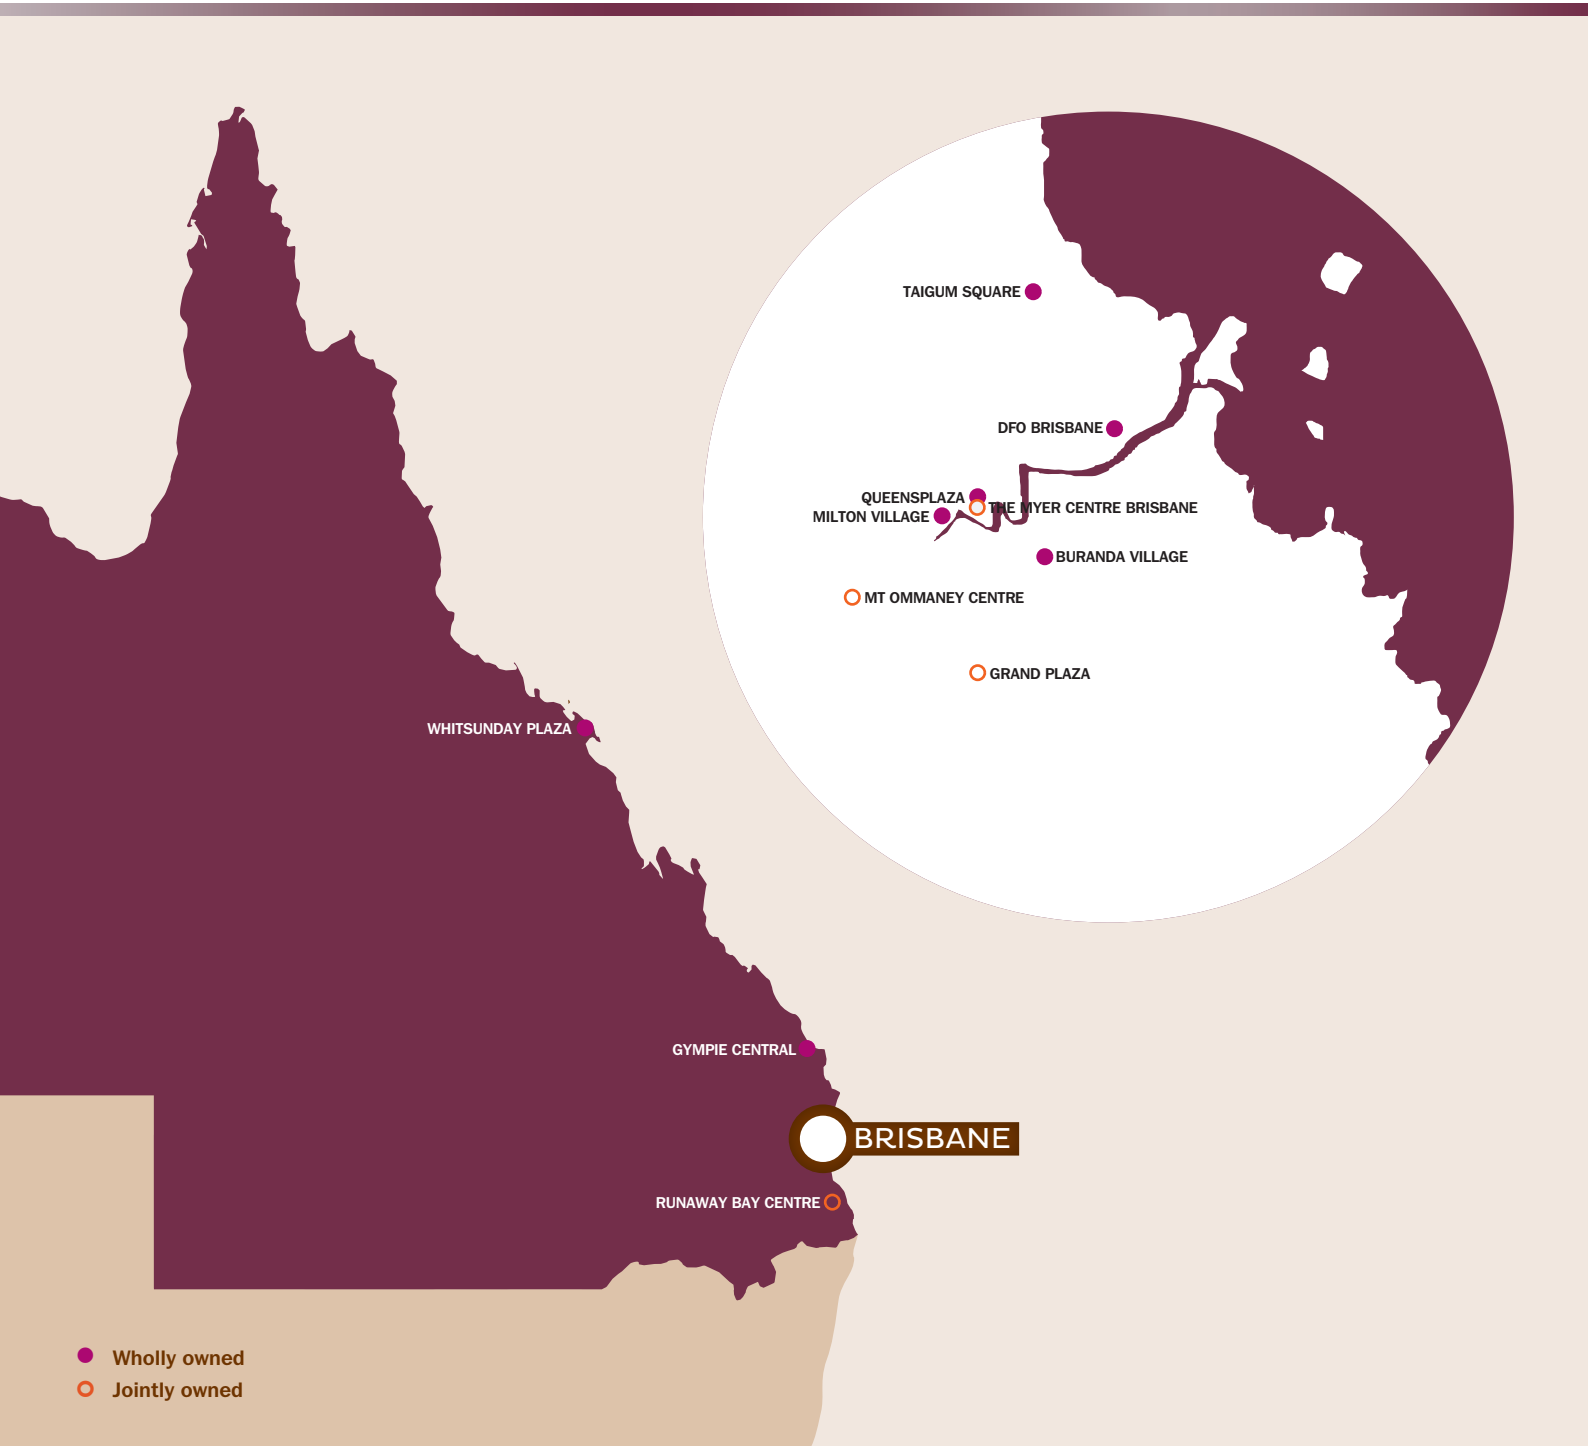 TAIGUM SQUARE
DFO BRISBANE
QUEENSPLAZA
THE MYER CENTRE BRISBANE
MILTON VILLAGE
BURANDA VILLAGE
MT OMMANEY CENTRE
GRAND PLAZA
WHITSUNDAY PLAZA
GYMPIE CENTRAL
BRISBANE
RUNAWAY BAY CENTRE
Wholly owned
Jointly owned